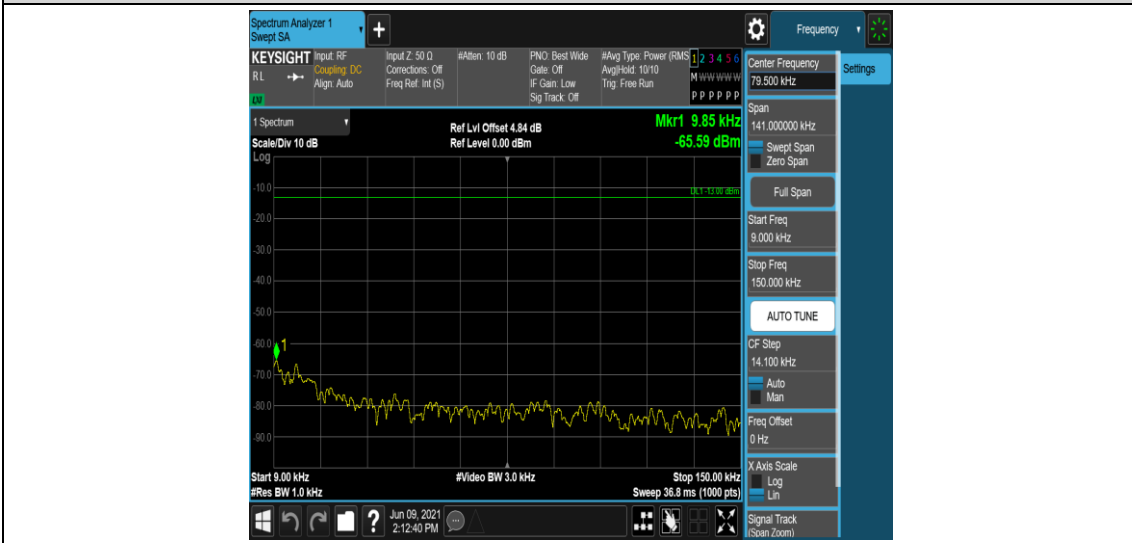 Spectrum Analyzer 1
Swept SA
+
Frequency
KEYSIGHT
RL
LXI
Input: RF
Coupling: DC
Align: Auto
Input Z: 50 Ω
Corrections: Off
Freq Ref: Int (S)
#Atten: 10 dB
PNO: Best Wide
Gate: Off
IF Gain: Low
Sig Track: Off
#Avg Type: Power (RMS
Avg|Hold: 10/10
Trig: Free Run
1 2 3 4 5 6
M W W W W W
P P P P P P
Center Frequency
79.500 kHz
Settings
Span
141.000000 kHz
Swept Span
Zero Span
Full Span
Start Freq
9.000 kHz
Stop Freq
150.000 kHz
AUTO TUNE
CF Step
14.100 kHz
Auto
Man
Freq Offset
0 Hz
X Axis Scale
Log
Lin
Signal Track
(Span Zoom)
1 Spectrum
Scale/Div 10 dB
Log
Ref Lvl Offset 4.84 dB
Ref Level 0.00 dBm
Mkr1 9.85 kHz
-65.59 dBm
DL1 -13.00 dBm
-10.0
-20.0
-30.0
-40.0
-50.0
-60.0
1
-70.0
-80.0
-90.0
Start 9.00 kHz
#Video BW 3.0 kHz
Stop 150.00 kHz
#Res BW 1.0 kHz
Sweep 36.8 ms (1000 pts)
?
Jun 09, 2021
2:12:40 PM